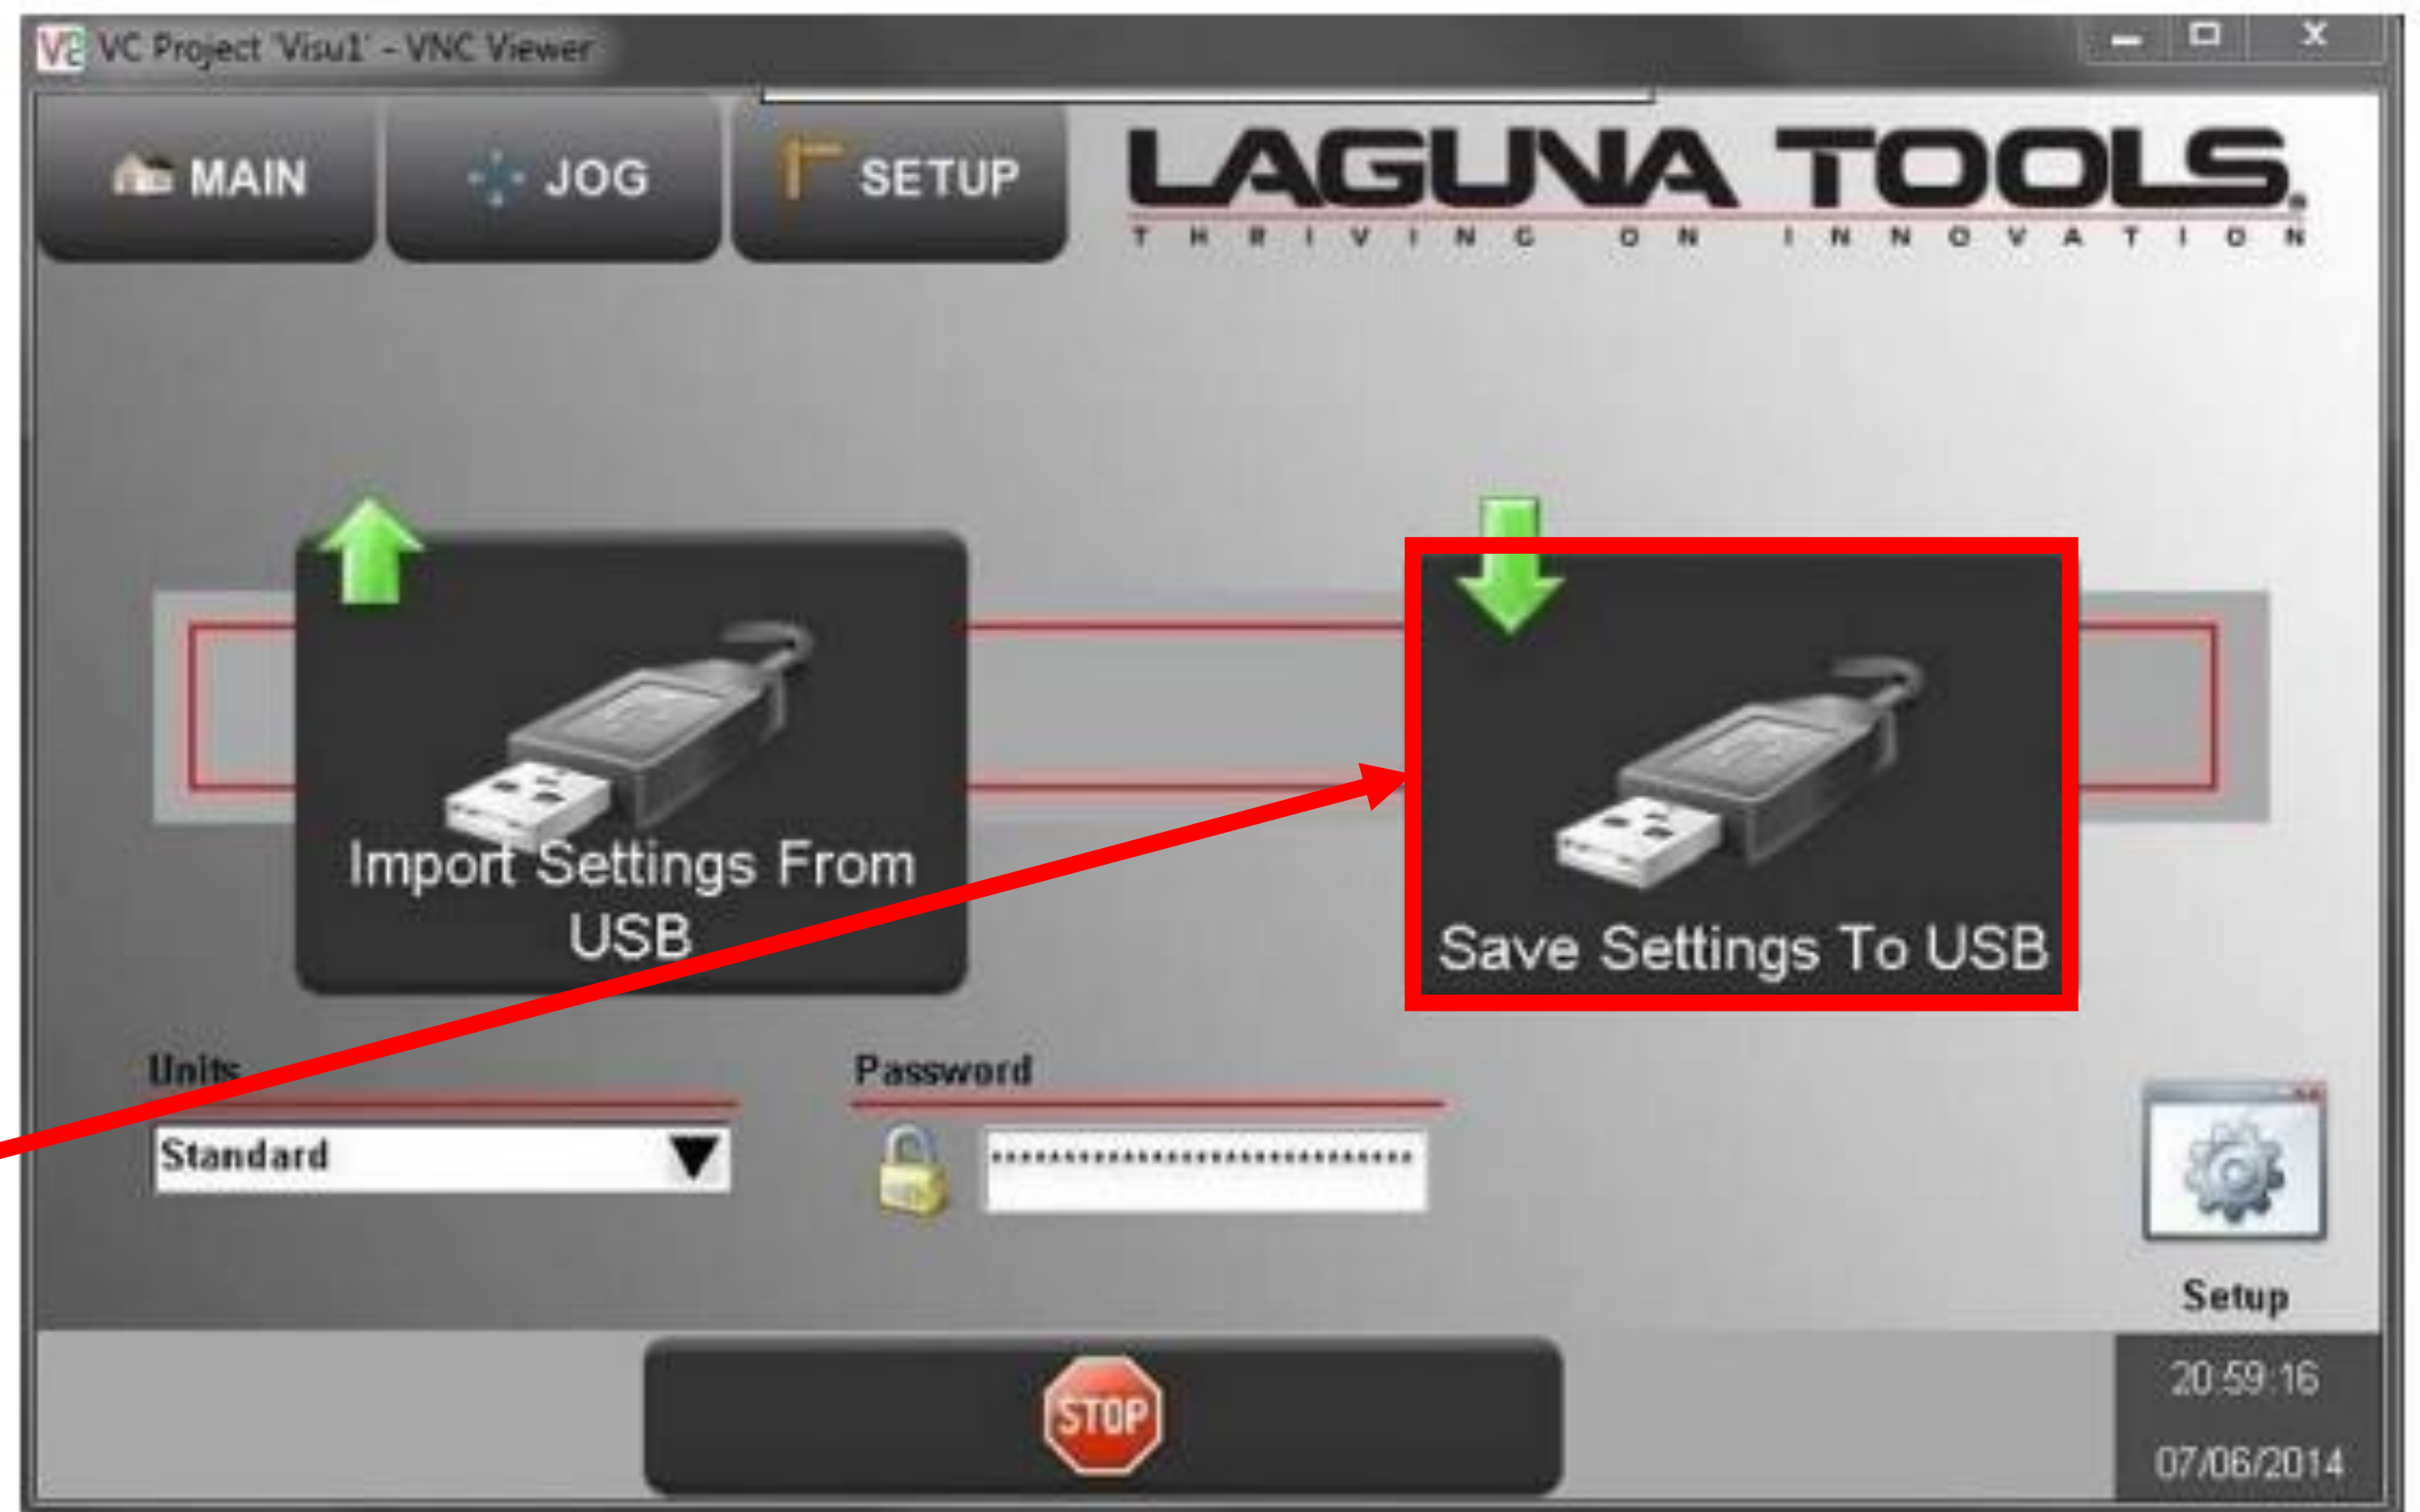 VC Project 'Visu1' - VNC Viewer
MAIN
JOG
SETUP
LAGUNA TOOLS®
THRIVING ON INNOVATION
Import Settings From
USB
Save Settings To USB
Units
Password
Standard
****************************
Setup
STOP
20:59:16
07/06/2014